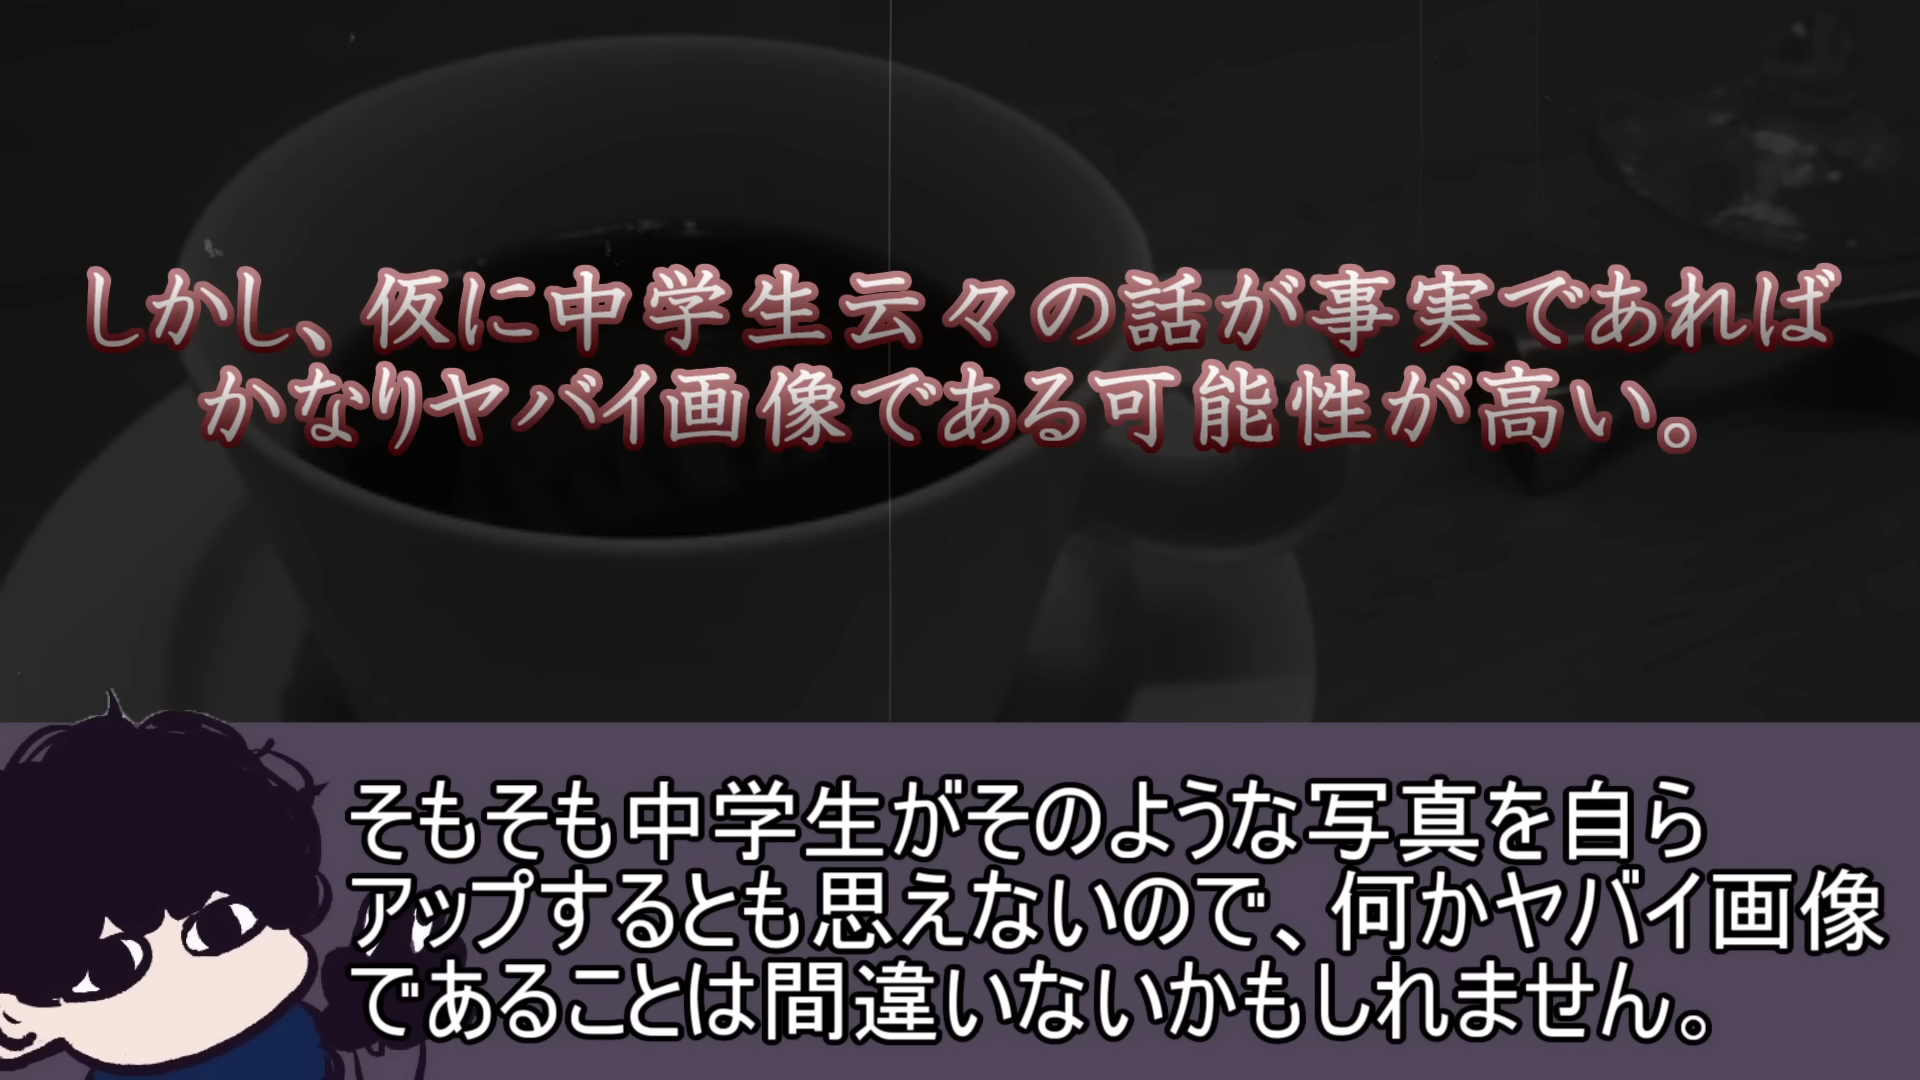 しかし、仮に中学生云々の話が事実であれば
かなりヤバイ画像である可能性が高い。
そもそも中学生がそのような写真を自ら
アップするとも思えないので、何かヤバイ画像
であることは間違いないかもしれません。